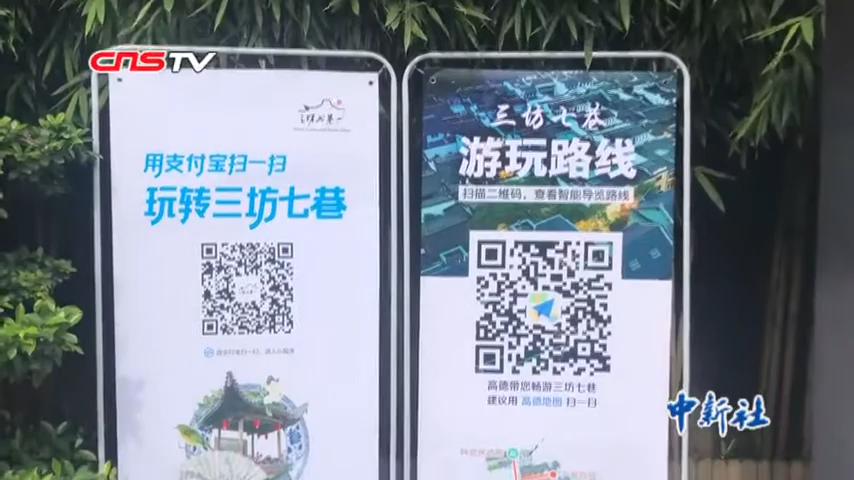 CNSTV
用支付宝扫一扫
玩转三坊七巷
三坊七巷
游玩路线
扫描二维码，查看智能导览路线
高德带您畅游三坊七巷
建议用 高德地图 扫一扫
中新社